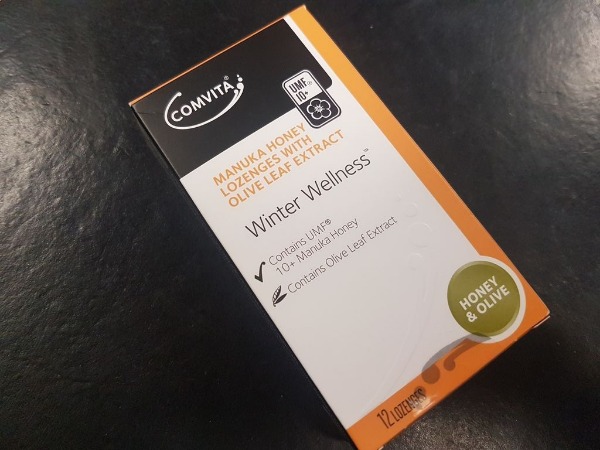 COMVITA®
UMF®
10+
MANUKA HONEY
LOZENGES WITH
OLIVE LEAF EXTRACT
Winter Wellness™
Contains UMF®
10+ Manuka Honey
Contains Olive Leaf Extract
HONEY
& OLIVE
12 LOZENGES